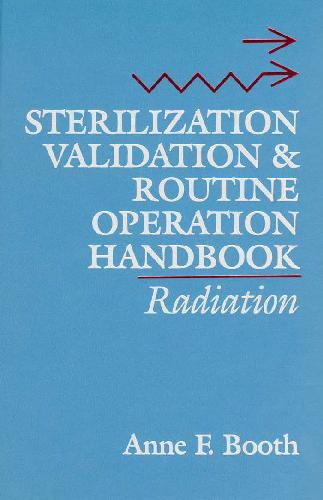 STERILIZATION
VALIDATION &
ROUTINE
OPERATION
HANDBOOK
Radiation
Anne F. Booth